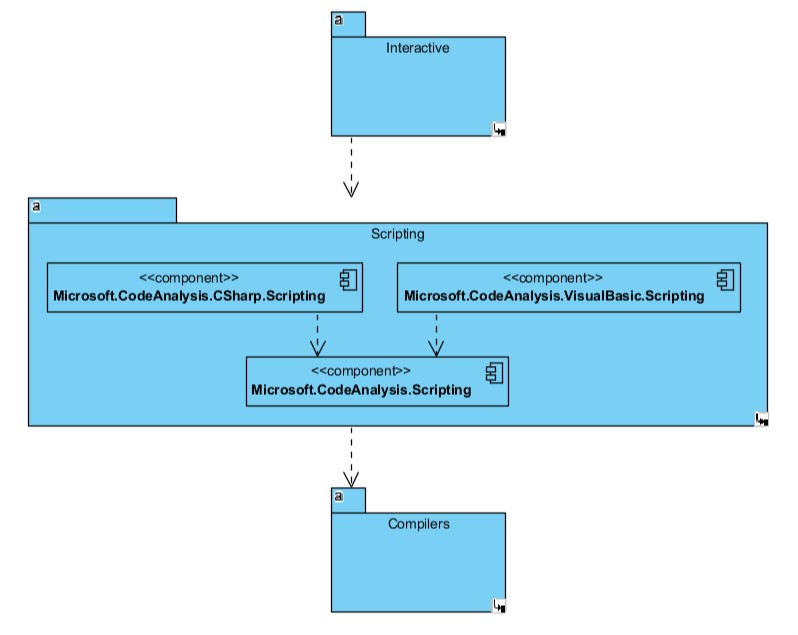 a
Interactive
a
Scripting
<<component>>
Microsoft.CodeAnalysis.CSharp.Scripting
<<component>>
Microsoft.CodeAnalysis.VisualBasic.Scripting
<<component>>
Microsoft.CodeAnalysis.Scripting
a
Compilers